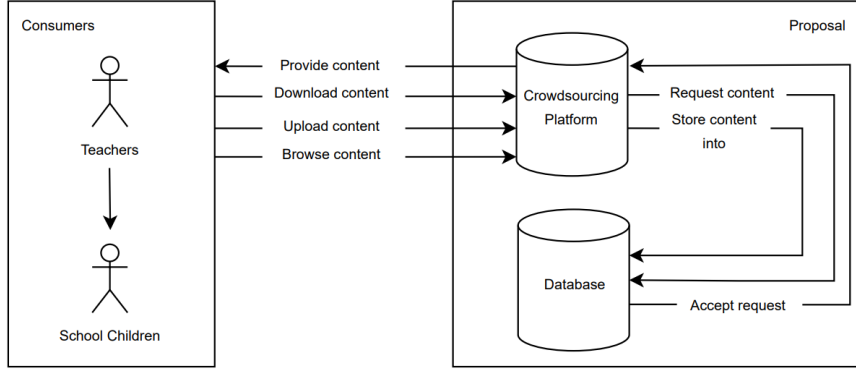 Consumers
Proposal
Provide content
Download content
Upload content
Browse content
Teachers
School Children
Crowdsourcing
Platform
Request content
Store content
into
Database
Accept request